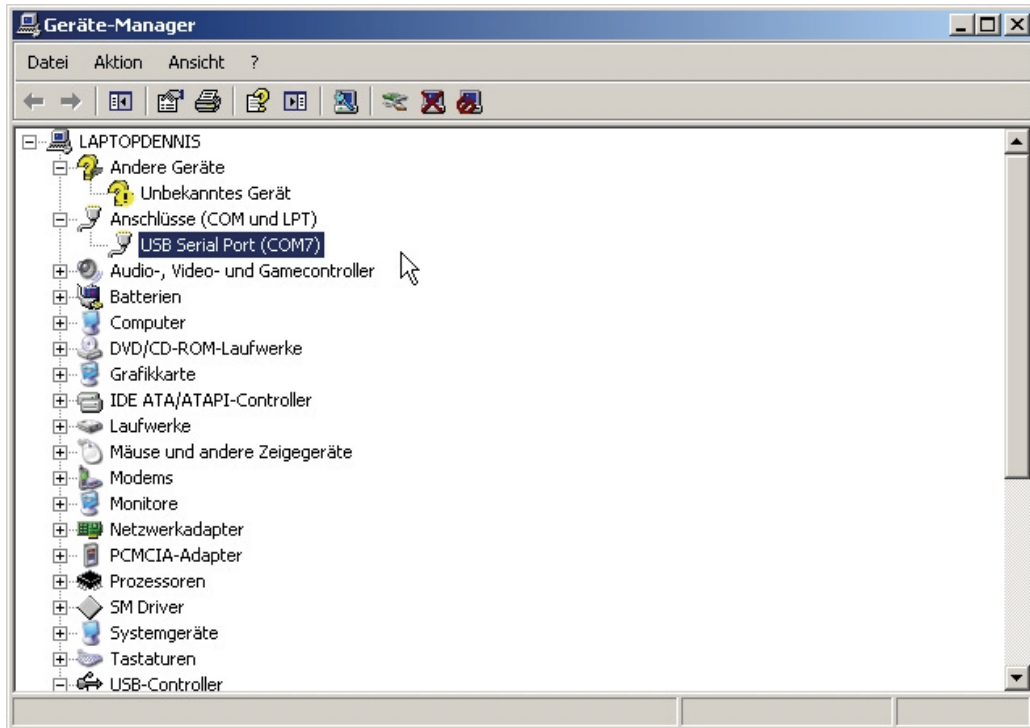 Geräte-Manager
Datei Aktion Ansicht ?
LAPTOPDENNIS
Andere Geräte
Unbekanntes Gerät
Anschlüsse (COM und LPT)
USB Serial Port (COM7)
Audio-, Video- und Gamecontroller
Batterien
Computer
DVD/CD-ROM-Laufwerke
Grafikkarte
IDE ATA/ATAPI-Controller
Laufwerke
Mäuse und andere Zeigegeräte
Modems
Monitore
Netzwerkadapter
PCMCIA-Adapter
Prozessoren
SM Driver
Systemgeräte
Tastaturen
USB-Controller